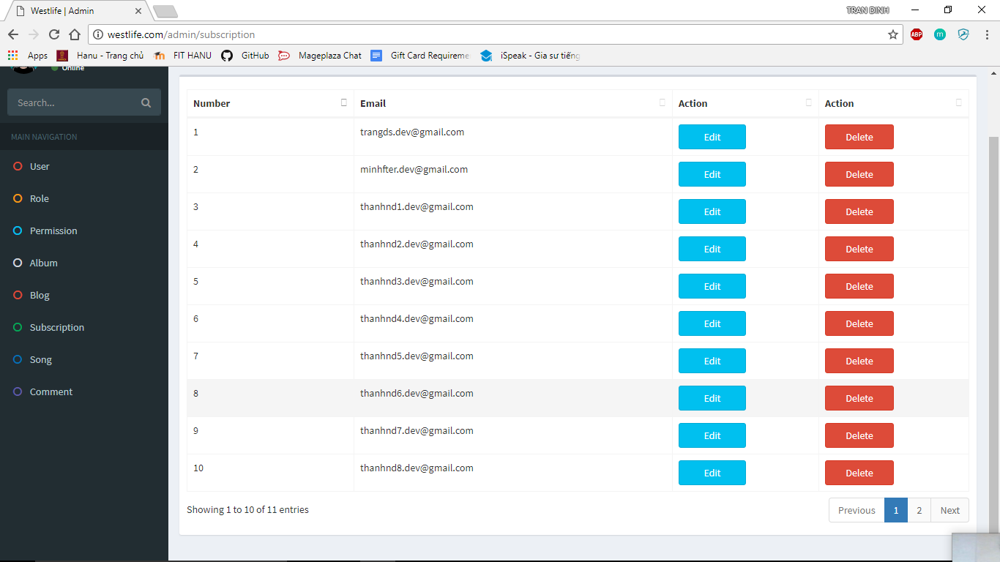 Westlife | Admin
TRAN DINH
westlife.com/admin/subscription
ABP
m
Apps Hanu - Trang chủ FIT HANU GitHub Mageplaza Chat Gift Card Requireme iSpeak - Gia sư tiếng
Online
Search...
MAIN NAVIGATION
User
Role
Permission
Album
Blog
Subscription
Song
Comment
Number Email Action Action
1 trangds.dev@gmail.com Edit Delete
2 minhfter.dev@gmail.com Edit Delete
3 thanhnd1.dev@gmail.com Edit Delete
4 thanhnd2.dev@gmail.com Edit Delete
5 thanhnd3.dev@gmail.com Edit Delete
6 thanhnd4.dev@gmail.com Edit Delete
7 thanhnd5.dev@gmail.com Edit Delete
8 thanhnd6.dev@gmail.com Edit Delete
9 thanhnd7.dev@gmail.com Edit Delete
10 thanhnd8.dev@gmail.com Edit Delete
Showing 1 to 10 of 11 entries
Previous 1 2 Next